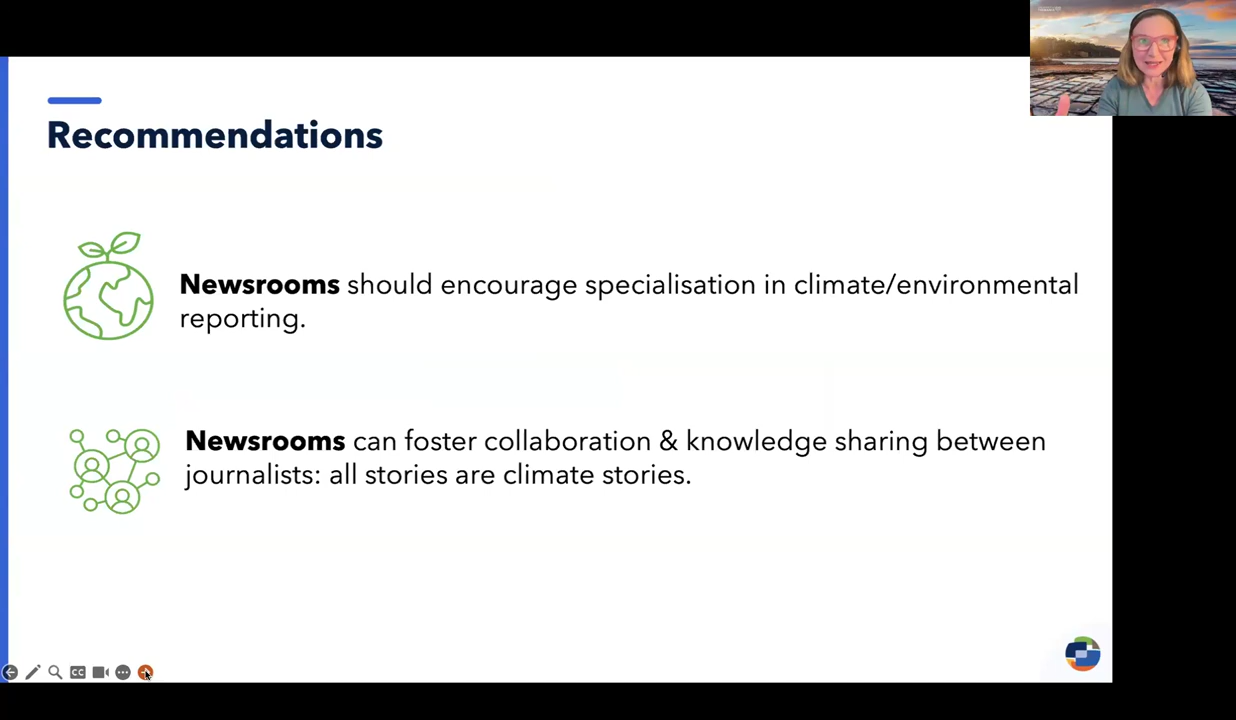 Recommendations
Newsrooms should encourage specialisation in climate/environmental
reporting.
Newsrooms can foster collaboration & knowledge sharing between
journalists: all stories are climate stories.
CC